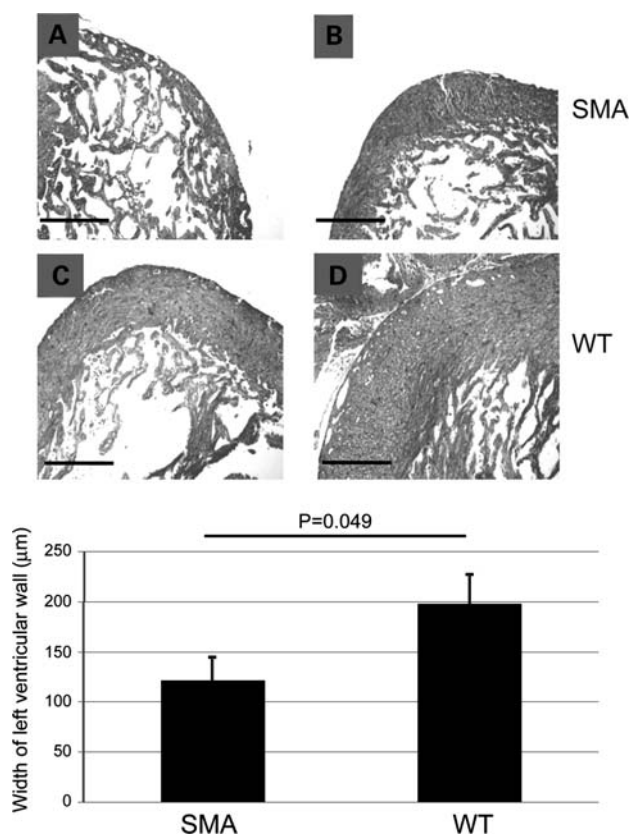 A
B
SMA
C
D
WT
P=0.049
Width of left ventricular wall (μm)
250
200
150
100
50
0
SMA
WT